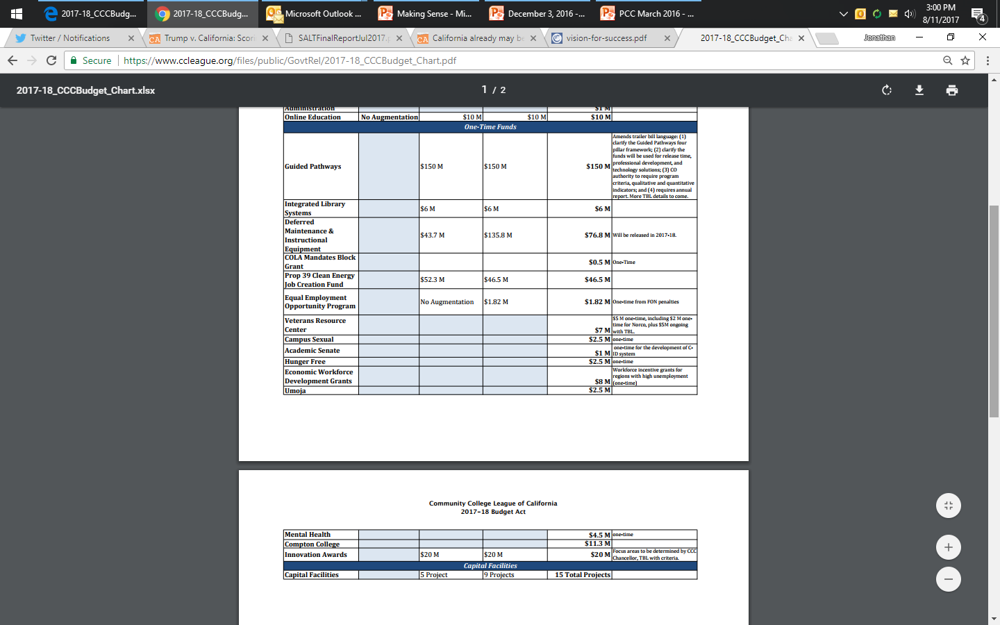 2017-18_CCCBudg...
2017-18_CCCBudg...
Microsoft Outlook ...
Making Sense - Mi...
December 3, 2016 -...
PCC March 2016 - ...
3:00 PM
8/11/2017
4
Twitter / Notifications
Trump v. California: Scori
SALTFinalReportJul2017.p
California already may be
vision-for-success.pdf
2017-18_CCCBudget_Cha
Jonathan
Secure
https://www.ccleague.org/files/public/GovtRel/2017-18_CCCBudget_Chart.pdf
2017-18_CCCBudget_Chart.xlsx
1 / 2
Administration $1 M
Online Education No Augmentation $10 M $10 M $10 M
One-Time Funds
Guided Pathways $150 M $150 M $150 M
Amends trailer bill language: (1)
clarify the Guided Pathways four
pillar framework; (2) clarify the
funds will be used for release time,
professional development, and
technology solutions; (3) CO
authority to require program
criteria, qualitative and quantitative
indicators; and (4) requires annual
report. More TBL details to come.
Integrated Library
Systems $6 M $6 M $6 M
Deferred
Maintenance &
Instructional
Equipment $43.7 M $135.8 M $76.8 M Will be released in 2017-18.
COLA Mandates Block
Grant $0.5 M One-Time
Prop 39 Clean Energy
Job Creation Fund $52.3 M $46.5 M $46.5 M
Equal Employment
Opportunity Program No Augmentation $1.82 M $1.82 M One-time from FON penalties
Veterans Resource
Center $7 M
$5 M one-time, including $2 M one-
time for Norco, plus $5M ongoing
with TBL.
Campus Sexual $2.5 M one-time
Academic Senate $1 M
one-time for the development of C-
ID system
Hunger Free $2.5 M one-time
Economic Workforce
Development Grants $8 M
Workforce incentive grants for
regions with high unemployment
(one-time)
Umoja $2.5 M
Community College League of California
2017-18 Budget Act
Mental Health $4.5 M one-time
Compton College $11.3 M
Innovation Awards $20 M $20 M $20 M
Focus areas to be determined by CCC
Chancellor, TBL with criteria.
Capital Facilities
Capital Facilities 5 Project 9 Projects 15 Total Projects